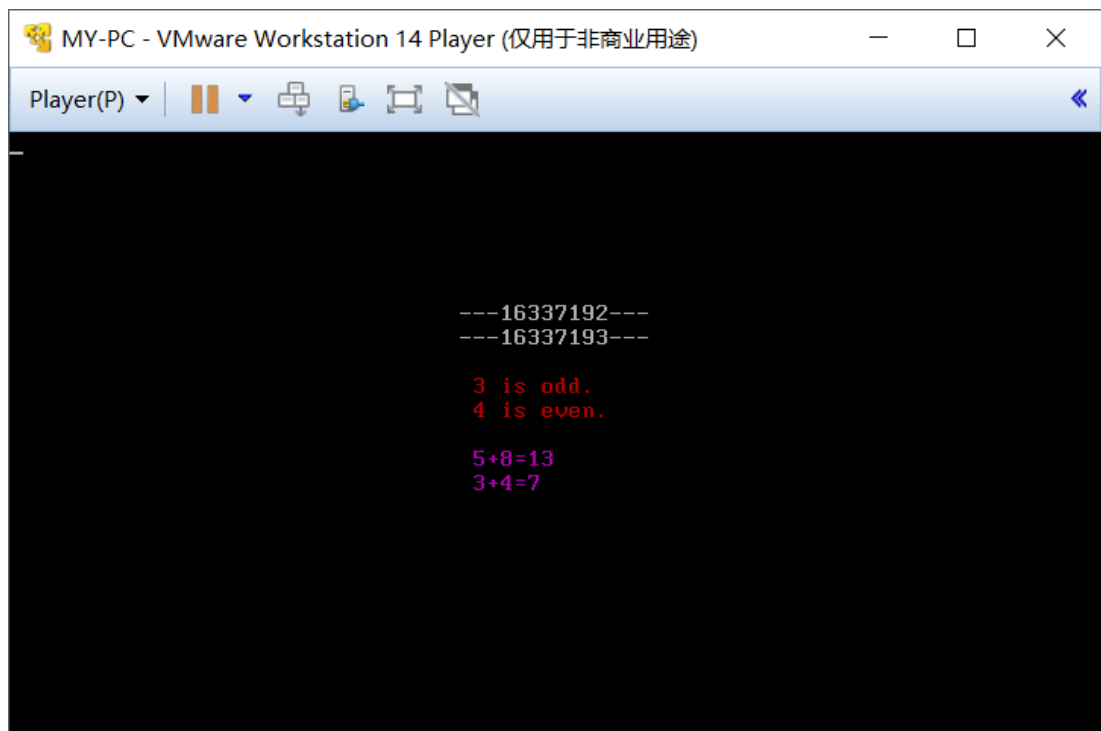 MY-PC - VMware Workstation 14 Player (仅用于非商业用途)
Player(P)
---16337192---
---16337193---
3 is odd.
4 is even.
5+8=13
3+4=7